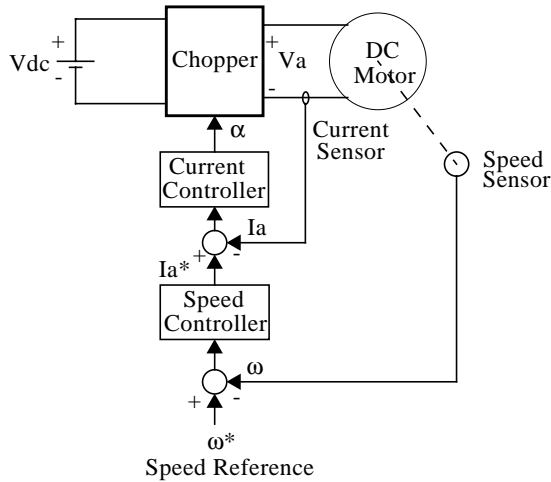 +
Vdc
-
Chopper
+
Va
-
DC
Motor
α
Current
Sensor
Speed
Sensor
Current
Controller
Ia
+
-
Ia*
Speed
Controller
ω
+
-
ω*
Speed Reference